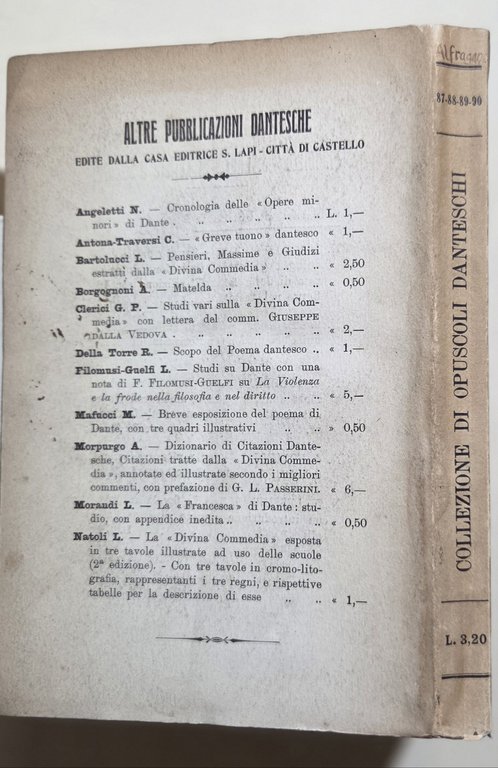 ALTRE PUBBLICAZIONI DANTESCHE
EDITE DALLA CASA EDITRICE S. LAPI - CITTÀ DI CASTELLO
Angeletti N. — Cronologia delle «Opere mi-
nori» di Dante . .. .. .. .. .. L. 1,—
Antona-Traversi C. — «Greve tuono» dantesco « 1,—
Bartolucci L. — Pensieri, Massime e Giudizi
estratti dalla «Divina Commedia» .. .. « 2,50
Borgognoni A. — Matelda .. .. .. .. « 0,50
Clerici G. P. — Studi vari sulla «Divina Com-
media» con lettera del comm. GIUSEPPE
DALLA VEDOVA . .. .. .. .. .. « 2,—
Della Torre R. — Scopo del Poema dantesco .. « 1,—
Filomusi-Guelfi L. — Studi su Dante con una
nota di F. FILOMUSI-GUELFI su La Violenza
e la frode nella filosofia e nel diritto .. .. « 5,—
Mafucci M. — Breve esposizione del poema di
Dante, con tre quadri illustrativi .. .. » 0,50
Morpurgo A. — Dizionario di Citazioni Dante-
sche, Citazioni tratte dalla «Divina Comme-
dia», annotate ed illustrate secondo i migliori
commenti, con prefazione di G. L. PASSERINI. « 6,—
Morandi L. — La «Francesca» di Dante: stu-
dio, con appendice inedita .. .. .. .. « 0,50
Natoli L. — La «Divina Commedia» esposta
in tre tavole illustrate ad uso delle scuole
(2ª edizione). - Con tre tavole in cromo-lito-
grafia, rappresentanti i tre regni, e rispettive
tabelle per la descrizione di esse .. .. « 1,—
87-88-89-90
COLLEZIONE DI OPUSCOLI DANTESCHI
L. 3,20